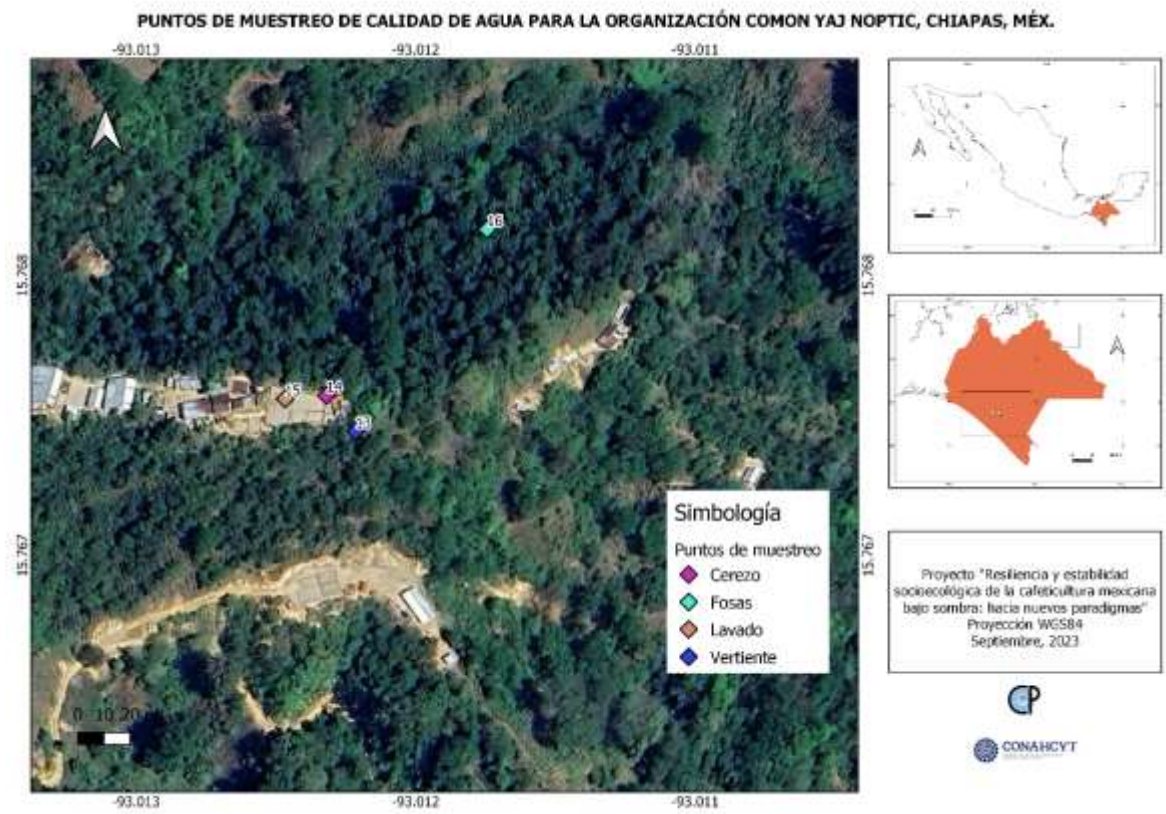 PUNTOS DE MUESTREO DE CALIDAD DE AGUA PARA LA ORGANIZACIÓN COMON YAJ NOPTIC, CHIAPAS, MÉX.
-93.013
-93.012
-93.011
15.768
15.768
16
15
14
13
15.767
15.767
Simbología
Puntos de muestreo
Cerezo
Fosas
Lavado
Vertiente
0 10 20
-93.013
-93.012
-93.011
Proyecto "Resiliencia y estabilidad
socioecológica de la cafeticultura mexicana
bajo sombra: hacia nuevos paradigmas"
Proyección WGS84
Septiembre, 2023
CP
CONAHCYT